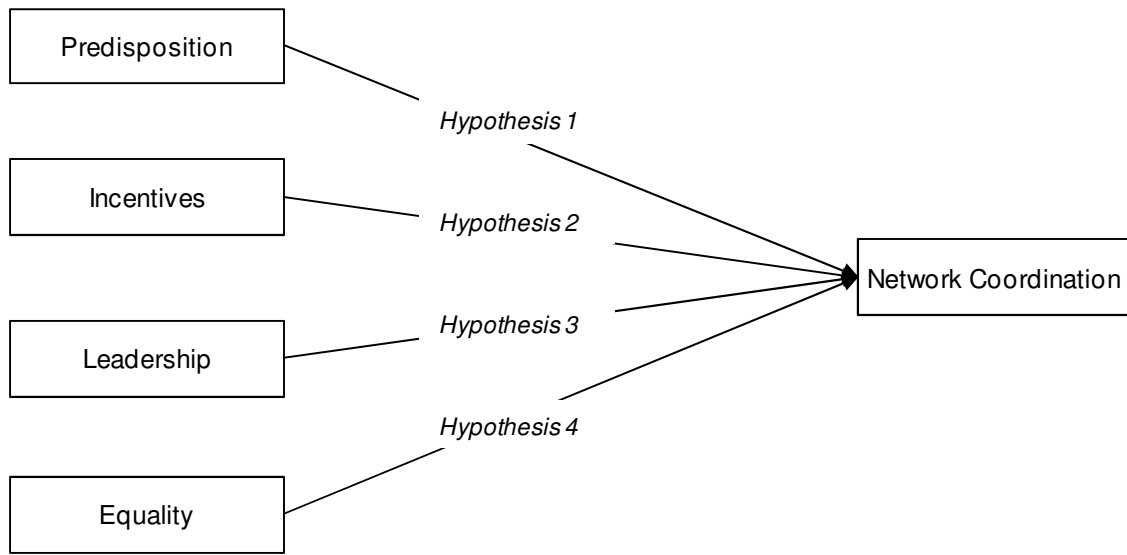 Predisposition
Hypothesis 1
Incentives
Hypothesis 2
Network Coordination
Hypothesis 3
Leadership
Hypothesis 4
Equality